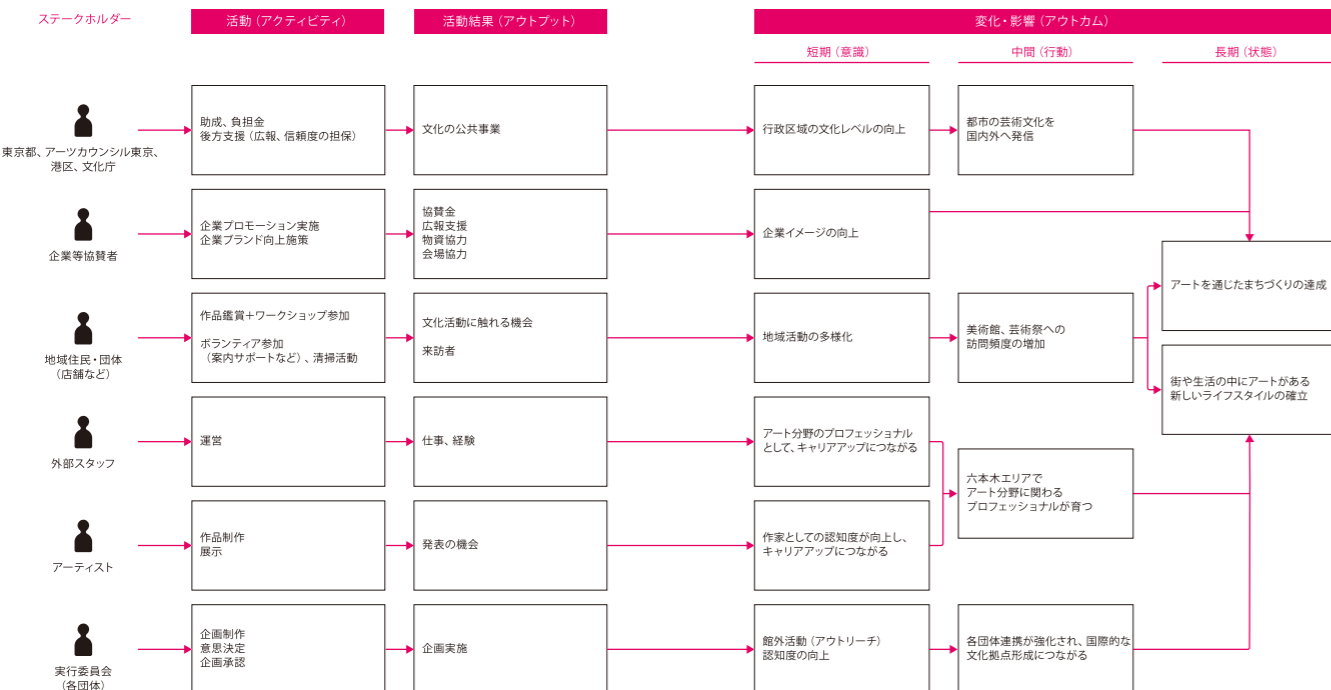 ステークホルダー
活動（アクティビティ）
活動結果（アウトプット）
変化・影響（アウトカム）
短期（意識）
中間（行動）
長期（状態）
東京都、アーツカウンシル東京、
港区、文化庁
助成、負担金
後方支援（広報、信頼度の担保）
文化の公共事業
行政区域の文化レベルの向上
都市の芸術文化を
国内外へ発信
企業等協賛者
企業プロモーション実施
企業ブランド向上施策
協賛金
広報支援
物資協力
会場協力
企業イメージの向上
アートを通じたまちづくりの達成
地域住民・団体
（店舗など）
作品鑑賞＋ワークショップ参加
ボランティア参加
（案内サポートなど）、清掃活動
文化活動に触れる機会
来訪者
地域活動の多様化
美術館、芸術祭への
訪問頻度の増加
街や生活の中にアートがある
新しいライフスタイルの確立
外部スタッフ
運営
仕事、経験
アート分野のプロフェッショナル
として、キャリアアップにつながる
六本木エリアで
アート分野に関わる
プロフェッショナルが育つ
アーティスト
作品制作
展示
発表の機会
作家としての認知度が向上し、
キャリアアップにつながる
実行委員会
（各団体）
企画制作
意思決定
企画承認
企画実施
館外活動（アウトリーチ）
認知度の向上
各団体連携が強化され、国際的な
文化拠点形成につながる